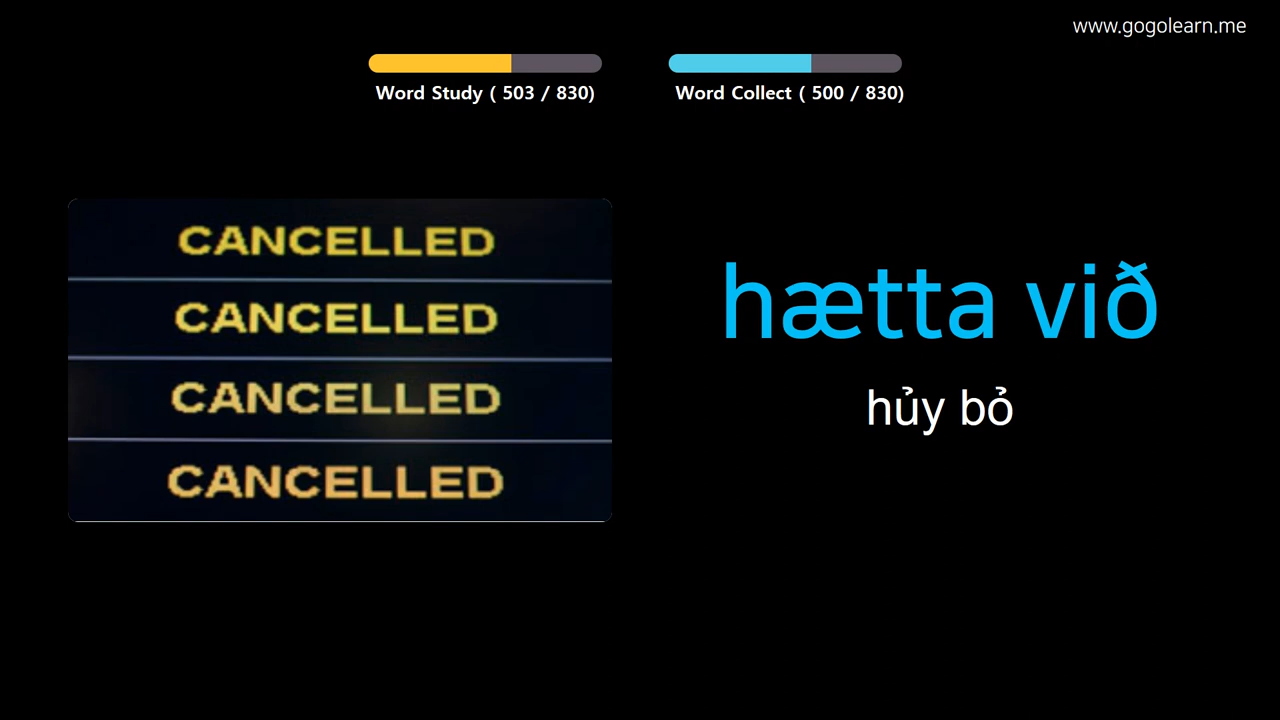 www.gogolearn.me
Word Study ( 503 / 830)
Word Collect ( 500 / 830)
CANCELLED
CANCELLED
CANCELLED
CANCELLED
hætta við
hủy bỏ